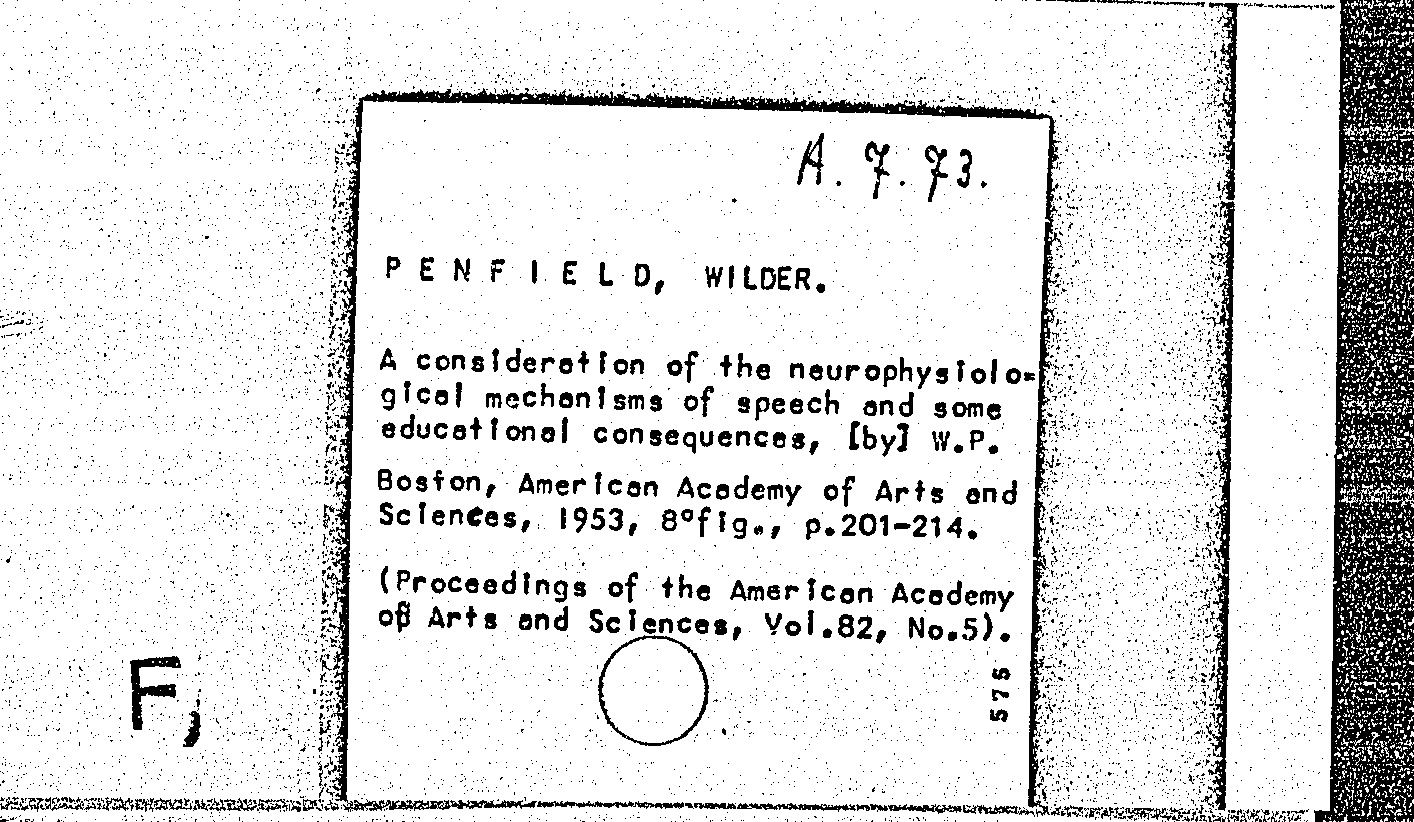 A. 7. 73.
P E N F I E L D, WILDER.
A consideration of the neurophysiolo=
gical mechanisms of speech and some
educational consequences, [by] W.P.
Boston, American Academy of Arts and
Sciences, 1953, 8°fig., p.201-214.
(Proceedings of the American Academy
of Arts and Sciences, Vol.82, No.5).
575
F